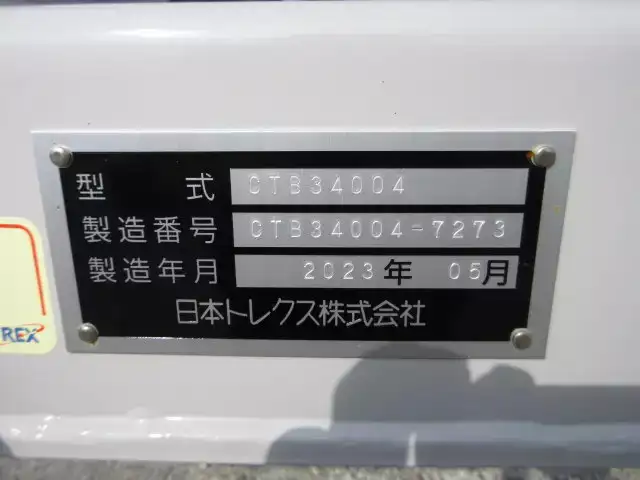 型 式 CTB34004
製造番号 CTB34004-7273
製造年月 2023年 05月
日本トレクス株式会社
REX